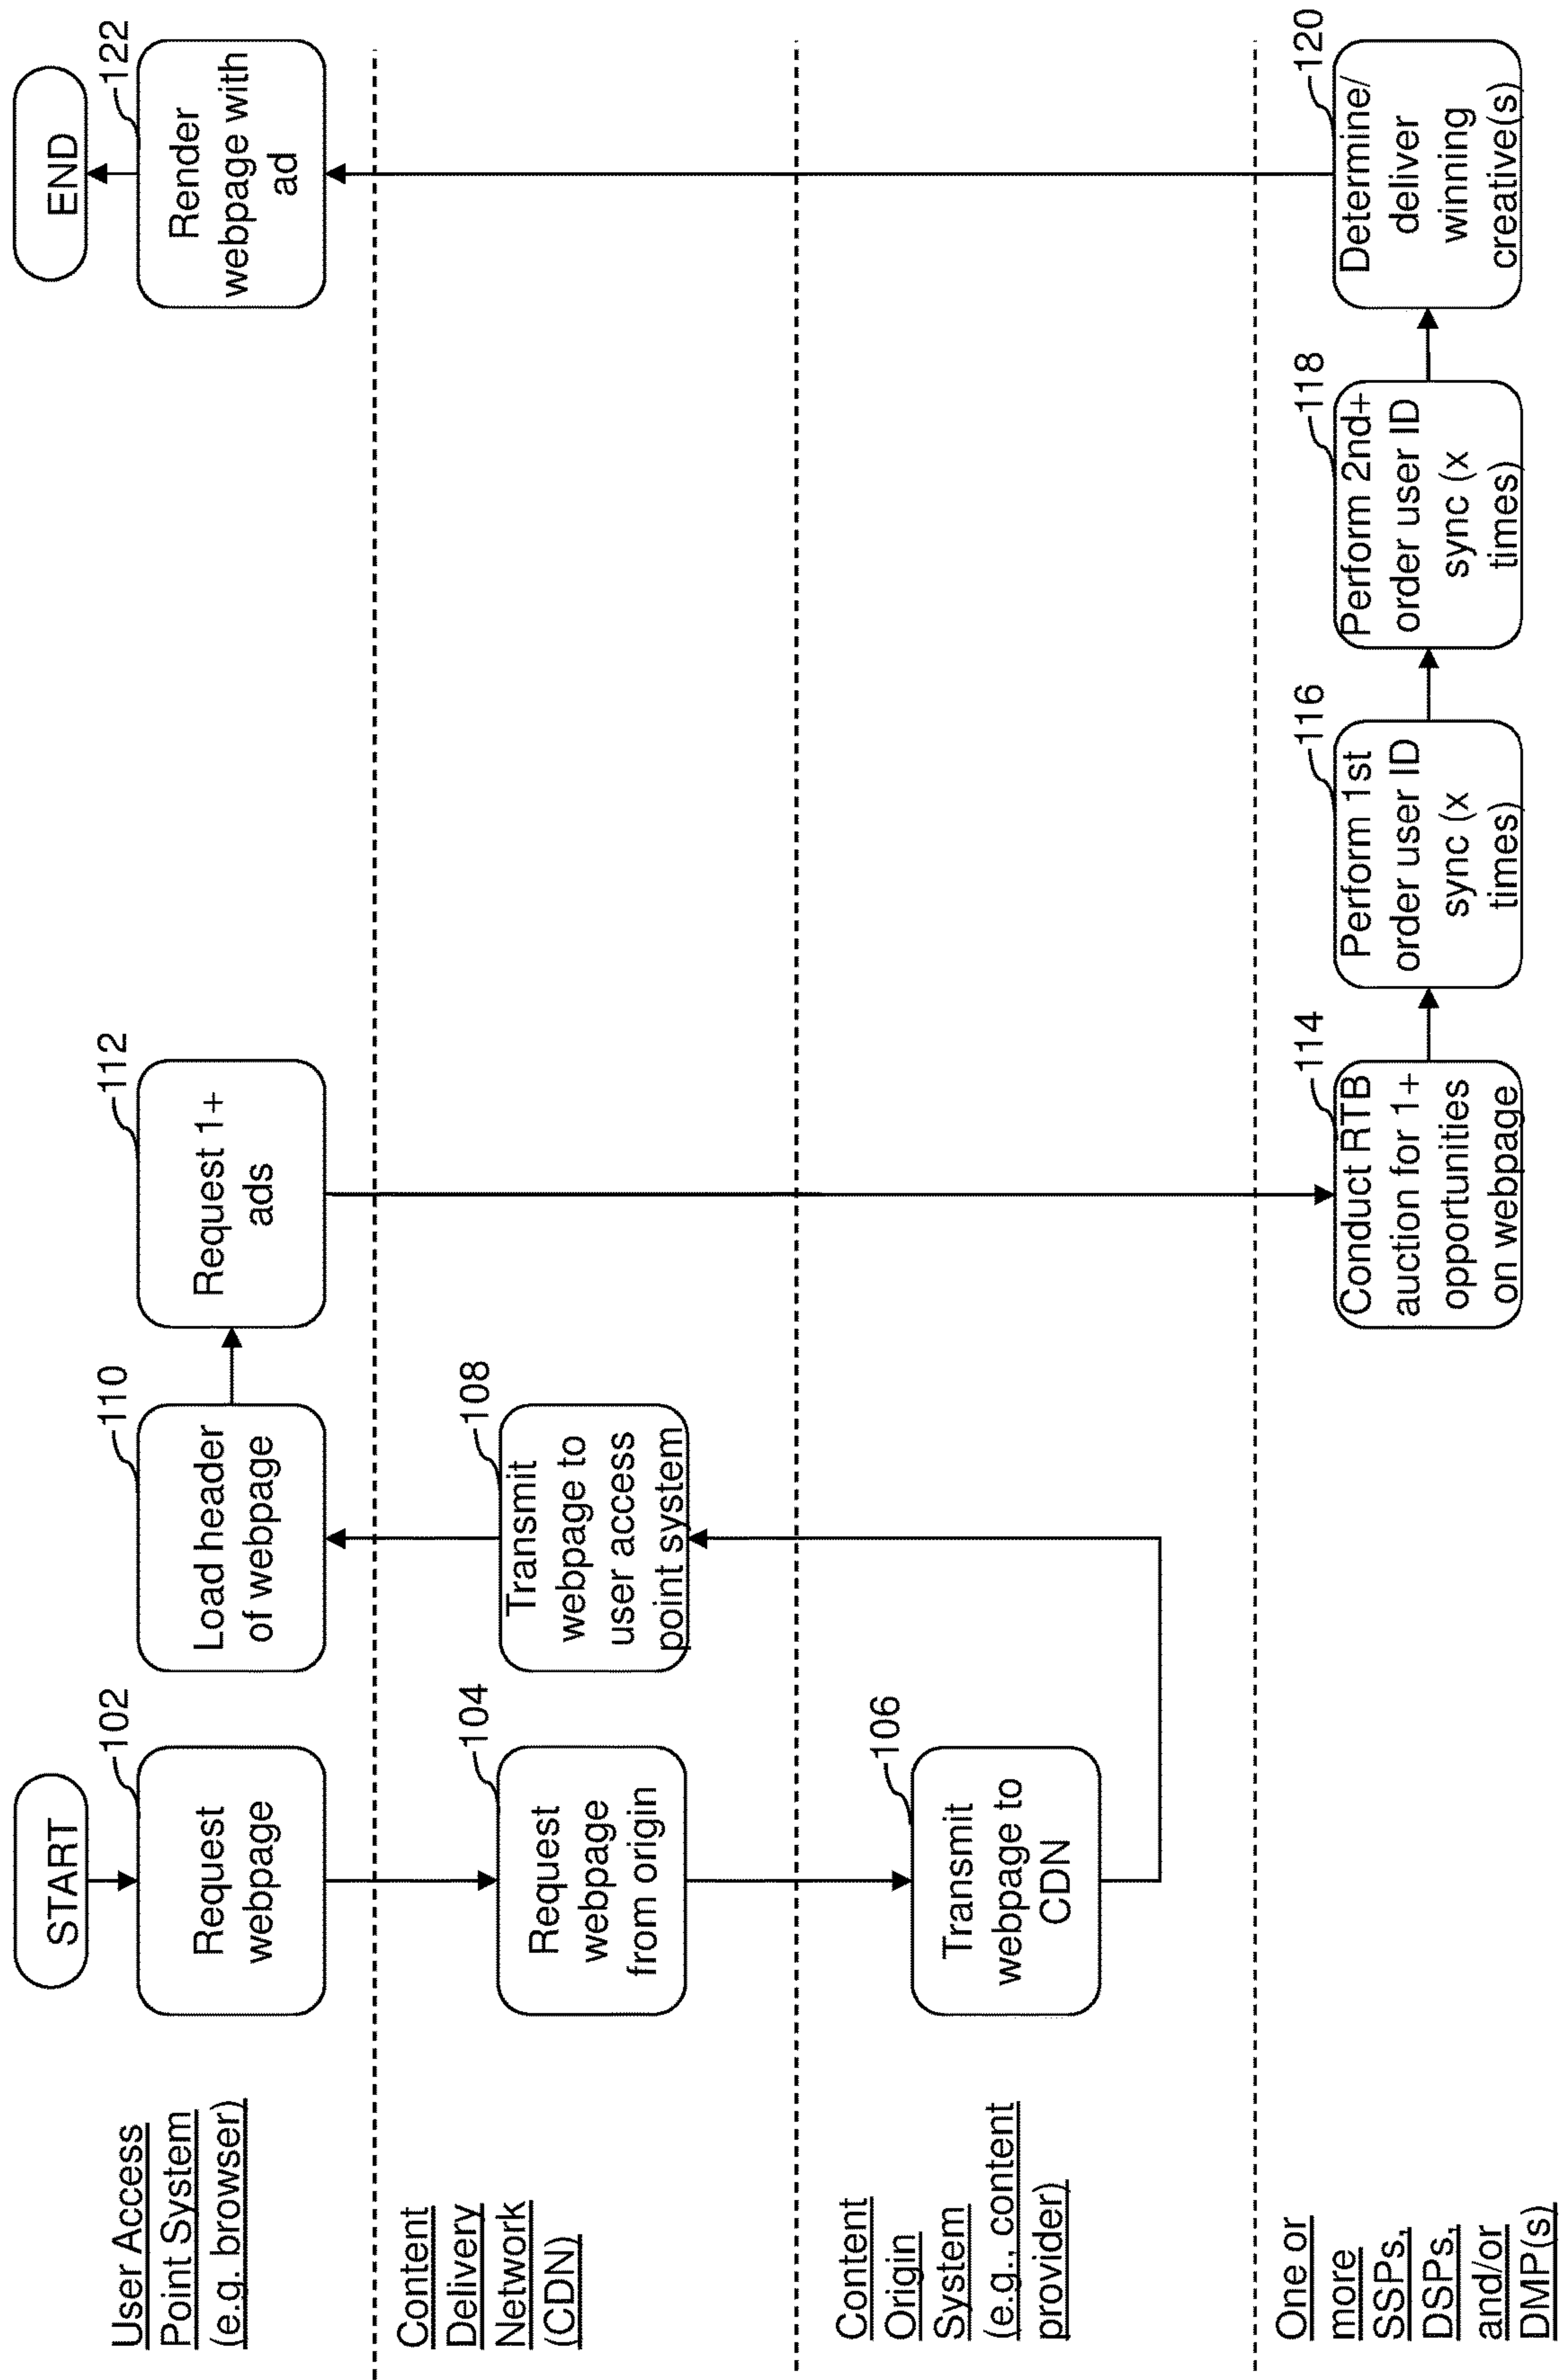 START
END
User Access
Point System
(e.g. browser)
102
Request
webpage
110
Load header
of webpage
112
Request 1+
ads
122
Render
webpage with
ad
Content
Delivery
Network
(CDN)
104
Request
webpage
from origin
108
Transmit
webpage to
user access
point system
Content
Origin
System
(e.g., content
provider)
106
Transmit
webpage to
CDN
One or
more
SSPs,
DSPs,
and/or
DMP(s)
114
Conduct RTB
auction for 1+
opportunities
on webpage
116
Perform 1st
order user ID
sync (x
times)
118
Perform 2nd+
order user ID
sync (x
times)
120
Determine/
deliver
winning
creative(s)